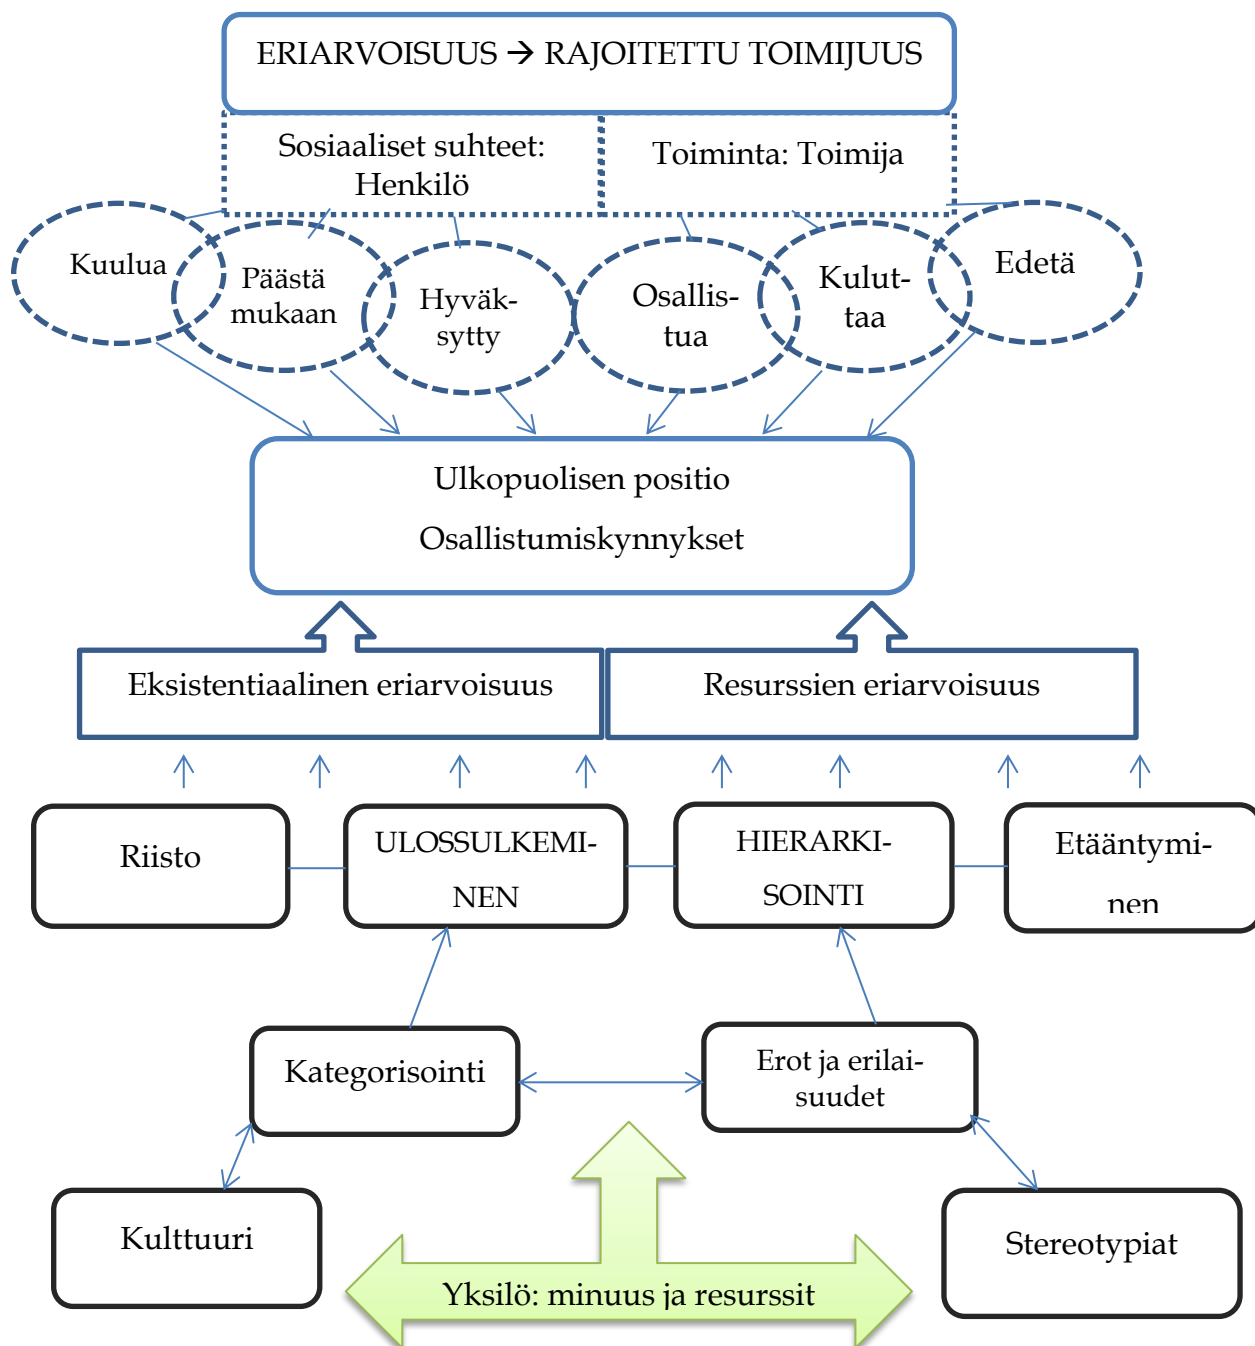 ERIARVOISUUS → RAJOITETTU TOIMIJUUS
Sosiaaliset suhteet:
Henkilö
Toiminta: Toimija
Kuulua
Päästä
mukaan
Hyväk-
sytty
Osallis-
tua
Kulut-
taa
Edetä
Ulkopuolisen positio
Osallistumiskynnykset
Eksistentiaalinen eriarvoisuus
Resurssien eriarvoisuus
Riisto
ULOSSULKEMI-
NEN
HIERARKI-
SOINTI
Etääntymi-
nen
Kategorisointi
Erot ja erilai-
suudet
Kulttuuri
Stereotypiat
Yksilö: minuus ja resurssit